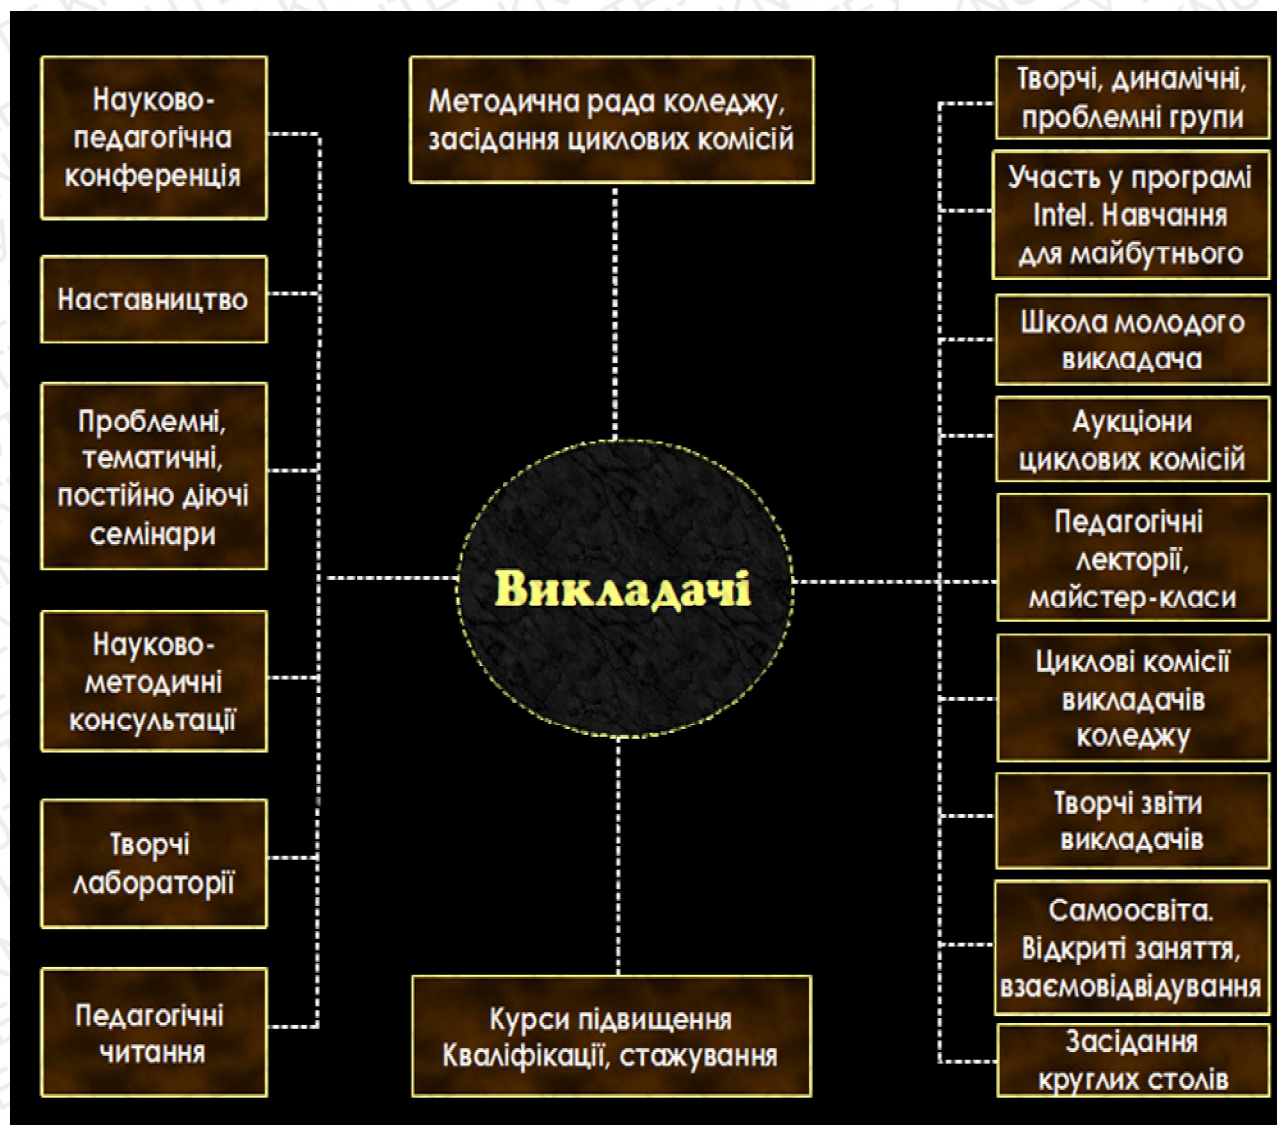 Науково-
педагогічна
конференція
Наставництво
Проблемні,
тематичні,
постійно діючі
семінари
Науково-
методичні
консультації
Творчі
лабораторії
Педагогічні
читання
Методична рада коледжу,
засідання циклових комісій
Викладачі
Курси підвищення
Кваліфікації, стажування
Творчі, динамічні,
проблемні групи
Участь у програмі
Intel. Навчання
для майбутнього
Школа молодого
викладача
Аукціони
циклових комісій
Педагогічні
лекторії,
майстер-класи
Циклові комісії
викладачів
коледжу
Творчі звіти
викладачів
Самоосвіта.
Відкриті заняття,
взаємовідвідування
Засідання
круглих столів